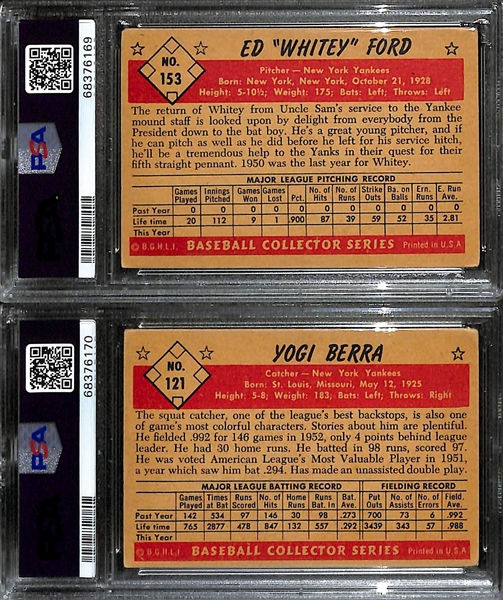 PSA
68376169
NO.
153
ED "WHITEY" FORD
Pitcher—New York Yankees
Born: New York, New York, October 21, 1928
Height: 5-10½; Weight: 175; Bats: Left; Throws: Left
The return of Whitey from Uncle Sam's service to the Yankee
mound staff is looked upon by delight from everybody from the
President down to the bat boy. He's a great young pitcher, and if
he can pitch as well as he did before he left for his service hitch,
he'll be a tremendous help to the Yanks in their quest for their
fifth straight pennant. 1950 was the last year for Whitey.
MAJOR LEAGUE PITCHING RECORD
Games Played Innings Pitched Games Won Games Lost Pct. No. of Hits No. of Runs Strike Outs Ba. on Balls Ern. Runs E. Run Ave.
Past Year 0 0 0 0 0 0 0 0 0 0 0
Life time 20 112 9 1 .900 87 39 59 52 35 2.81
This Year
© B.G.H.L.I. BASEBALL COLLECTOR SERIES Printed in U.S.A
PSA
68376170
NO.
121
YOGI BERRA
Catcher—New York Yankees
Born: St. Louis, Missouri, May 12, 1925
Height: 5-8; Weight: 183; Bats: Left; Throws: Right
The squat catcher, one of the league's best backstops, is also one
of game's most colorful characters. Stories about him are plentiful.
He fielded .992 for 146 games in 1952, only 4 points behind league
leader. He had 30 home runs. He batted in 98 runs, scored 97.
He was voted American League's Most Valuable Player in 1951,
a year which saw him bat .294. Has made an unassisted double play.
MAJOR LEAGUE BATTING RECORD FIELDING RECORD
Games Played Times at Bat Runs Scored No. of Hits Home Runs Runs Bat. In Bat. Ave. Put Outs No. of Assists No. of Errors Field. Ave.
Past Year 142 534 97 146 30 98 .273 700 73 6 .992
Life time 765 2877 478 847 132 557 .292 3439 343 57 .988
This Year
© B.G.H.L.I. BASEBALL COLLECTOR SERIES Printed in U.S.A